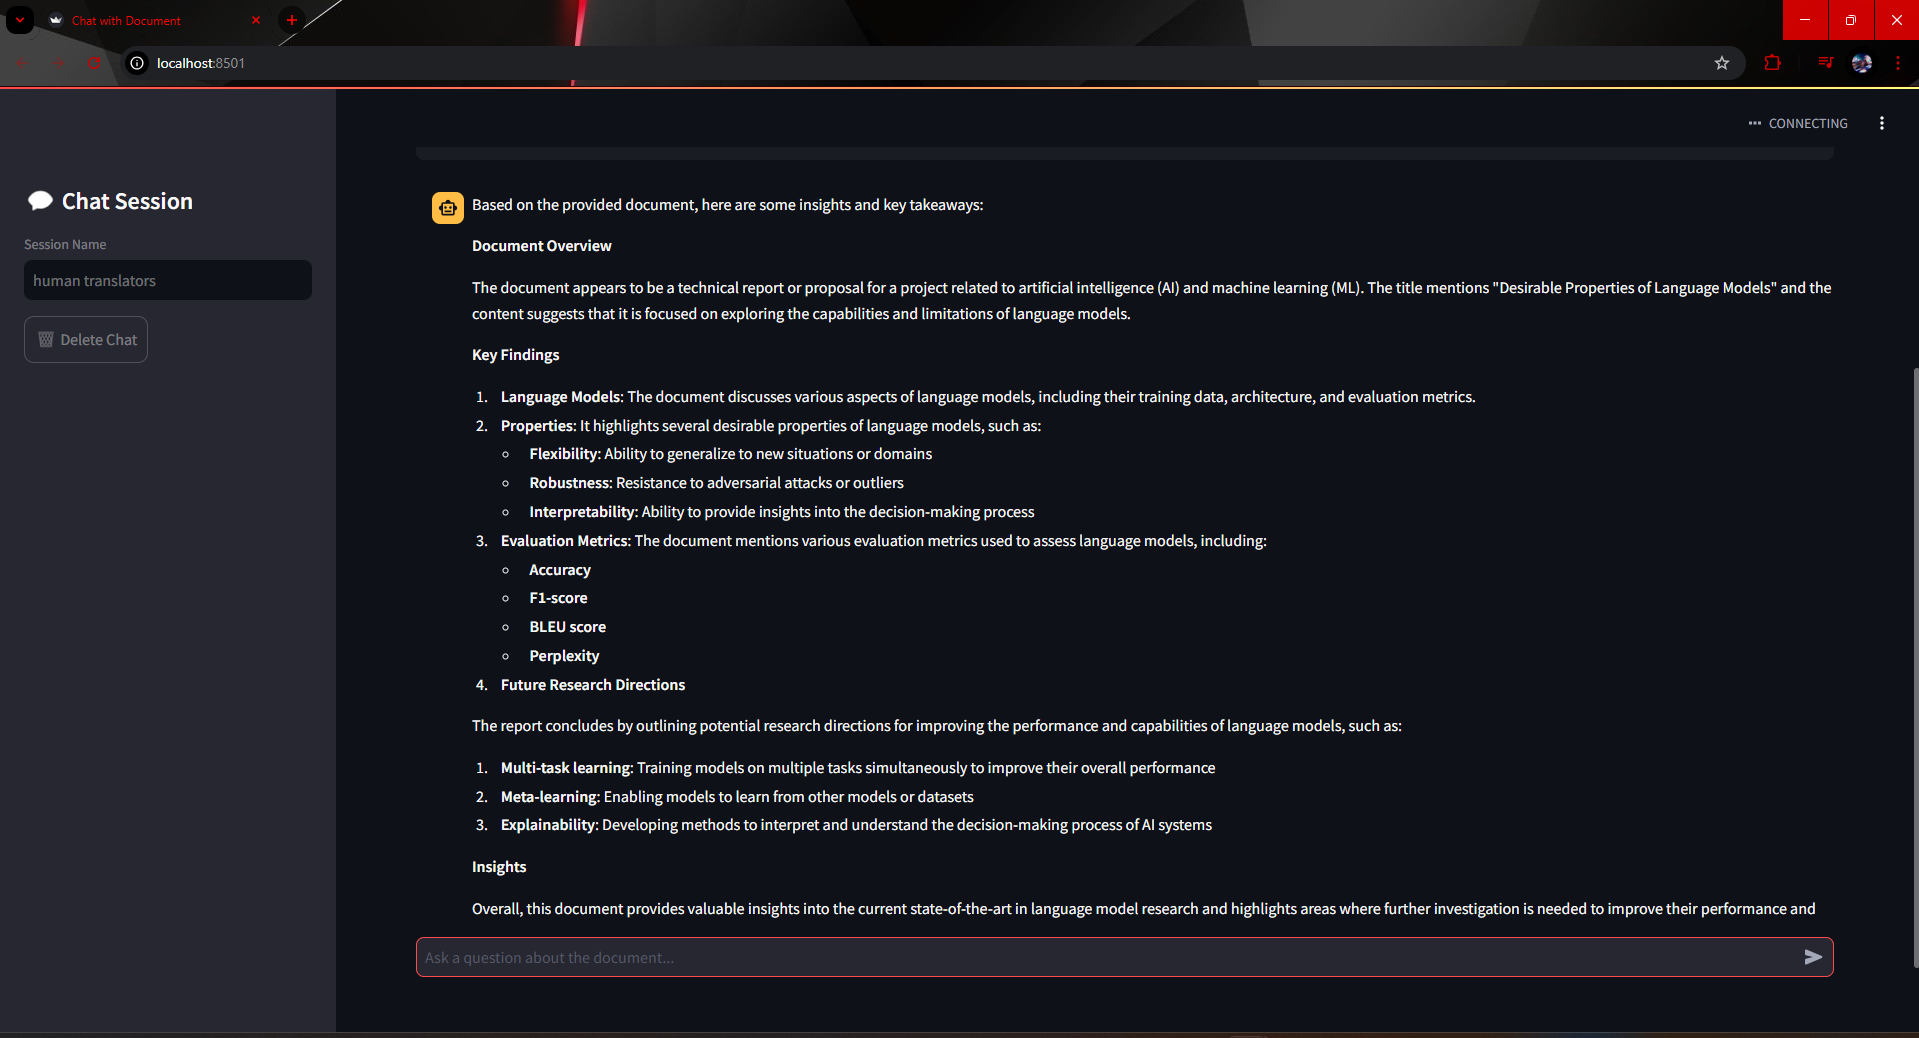 Chat with Document
localhost:8501
CONNECTING
Chat Session
Session Name
human translators
Delete Chat
Based on the provided document, here are some insights and key takeaways:
Document Overview
The document appears to be a technical report or proposal for a project related to artificial intelligence (AI) and machine learning (ML). The title mentions "Desirable Properties of Language Models" and the
content suggests that it is focused on exploring the capabilities and limitations of language models.
Key Findings
1. Language Models: The document discusses various aspects of language models, including their training data, architecture, and evaluation metrics.
2. Properties: It highlights several desirable properties of language models, such as:
Flexibility: Ability to generalize to new situations or domains
Robustness: Resistance to adversarial attacks or outliers
Interpretability: Ability to provide insights into the decision-making process
3. Evaluation Metrics: The document mentions various evaluation metrics used to assess language models, including:
Accuracy
F1-score
BLEU score
Perplexity
4. Future Research Directions
The report concludes by outlining potential research directions for improving the performance and capabilities of language models, such as:
1. Multi-task learning: Training models on multiple tasks simultaneously to improve their overall performance
2. Meta-learning: Enabling models to learn from other models or datasets
3. Explainability: Developing methods to interpret and understand the decision-making process of AI systems
Insights
Overall, this document provides valuable insights into the current state-of-the-art in language model research and highlights areas where further investigation is needed to improve their performance and
Ask a question about the document...